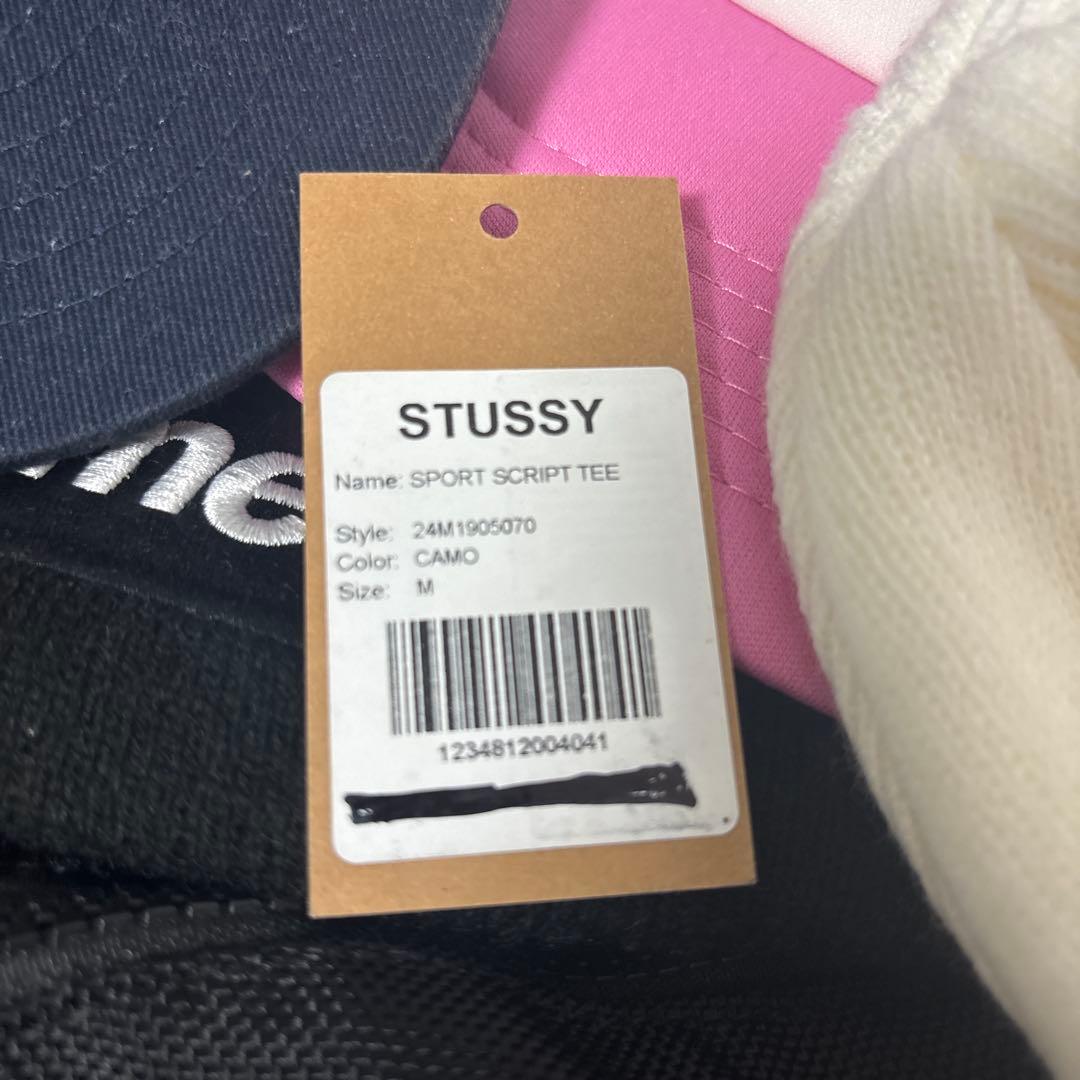 STUSSY
Name: SPORT SCRIPT TEE
Style: 24M1905070
Color: CAMO
Size: M
1234812004041